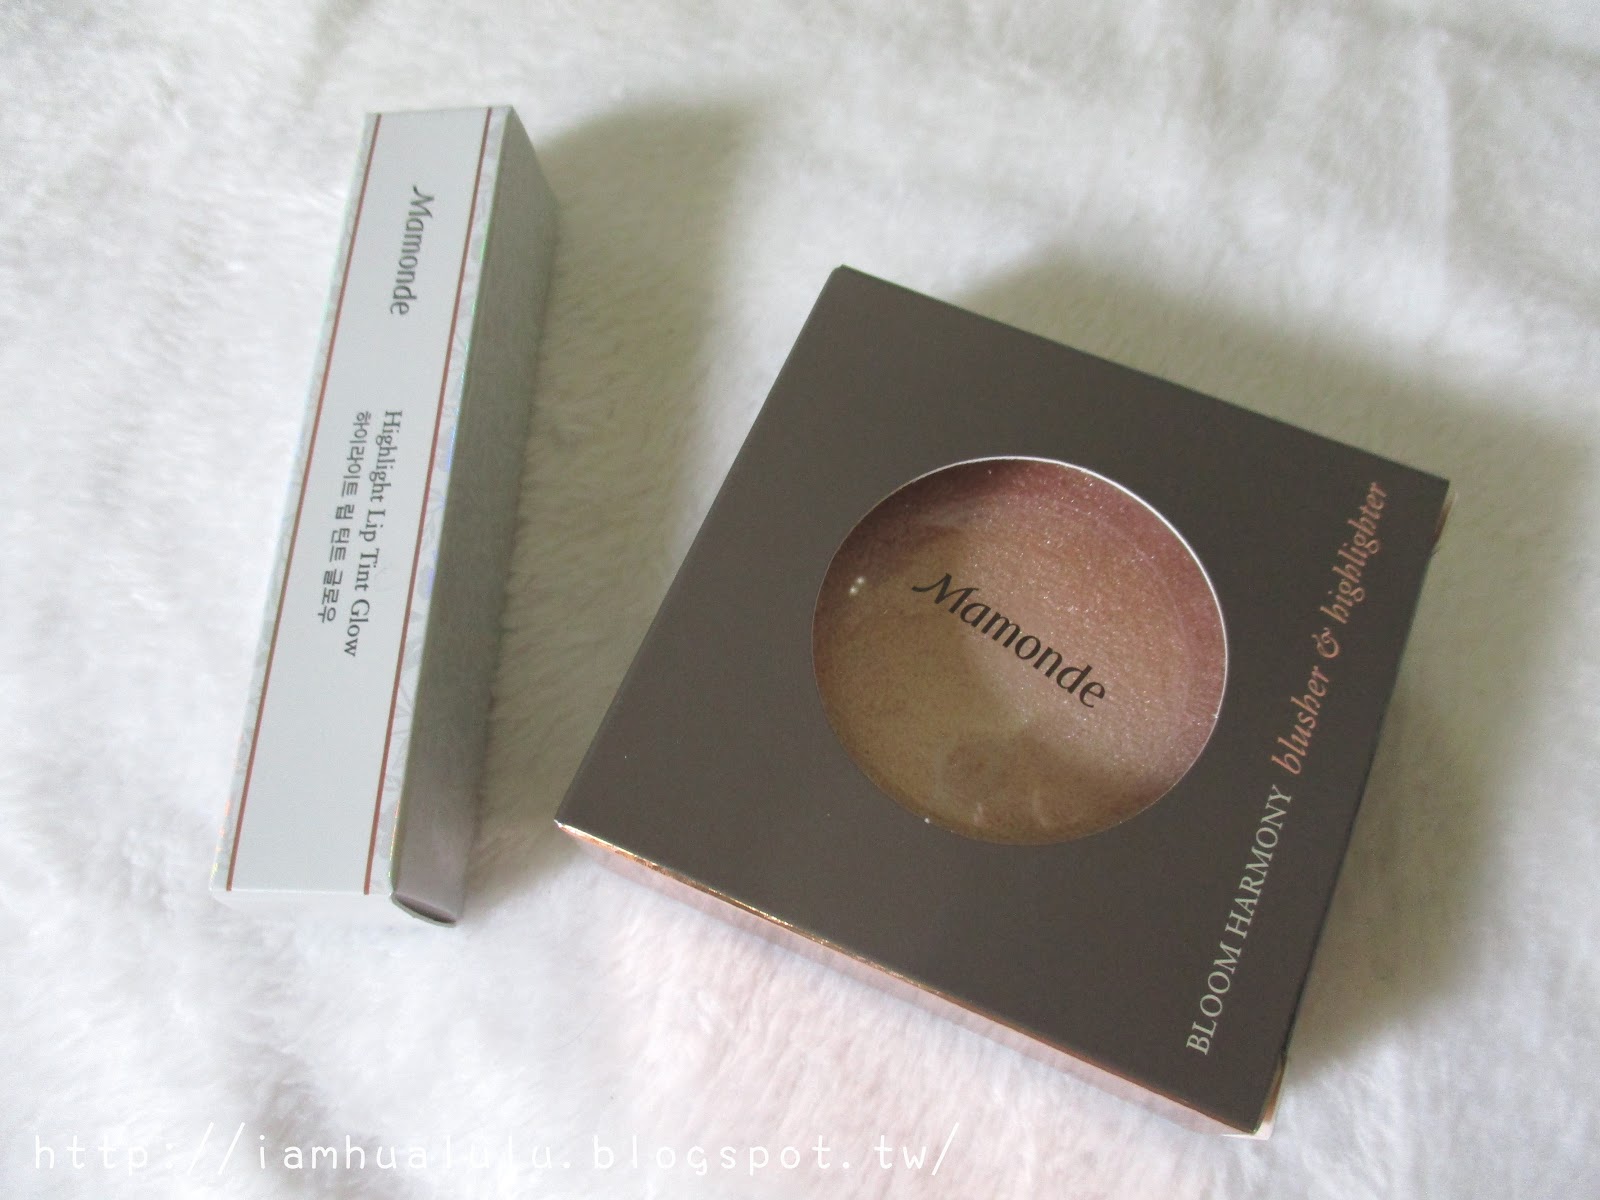 Mamonde
Highlight Lip Tint Glow
하이라이트 립 틴트 글로우
Mamonde
BLOOM HARMONY blusher & highlighter
http://iamhualulu.blogspot.tw/